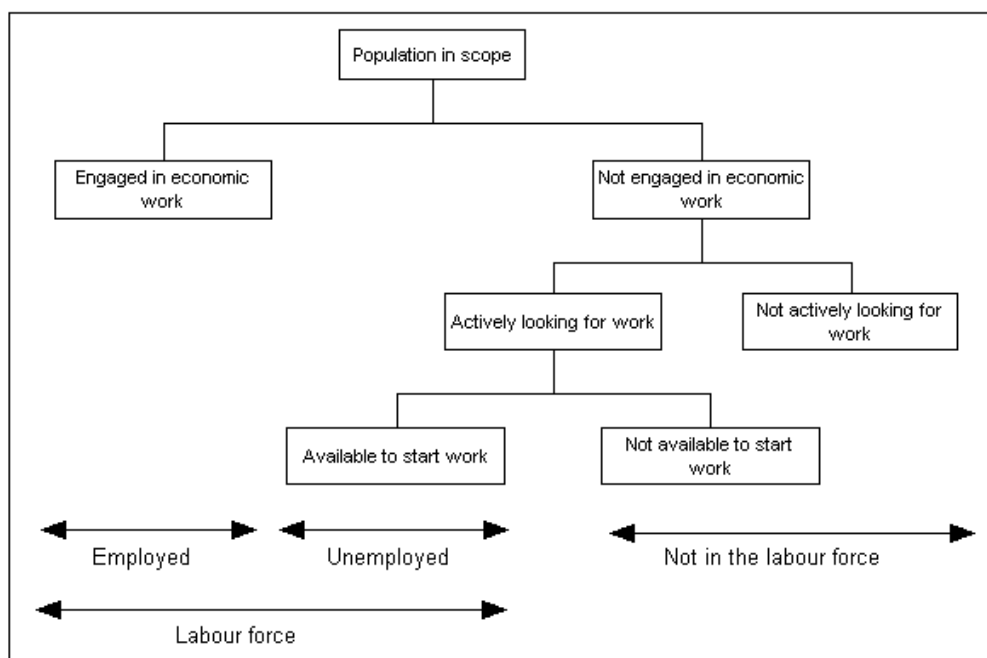 Population in scope
Engaged in economic
work
Not engaged in economic
work
Actively looking for work
Not actively looking for
work
Available to start work
Not available to start
work
Employed
Unemployed
Not in the labour force
Labour force